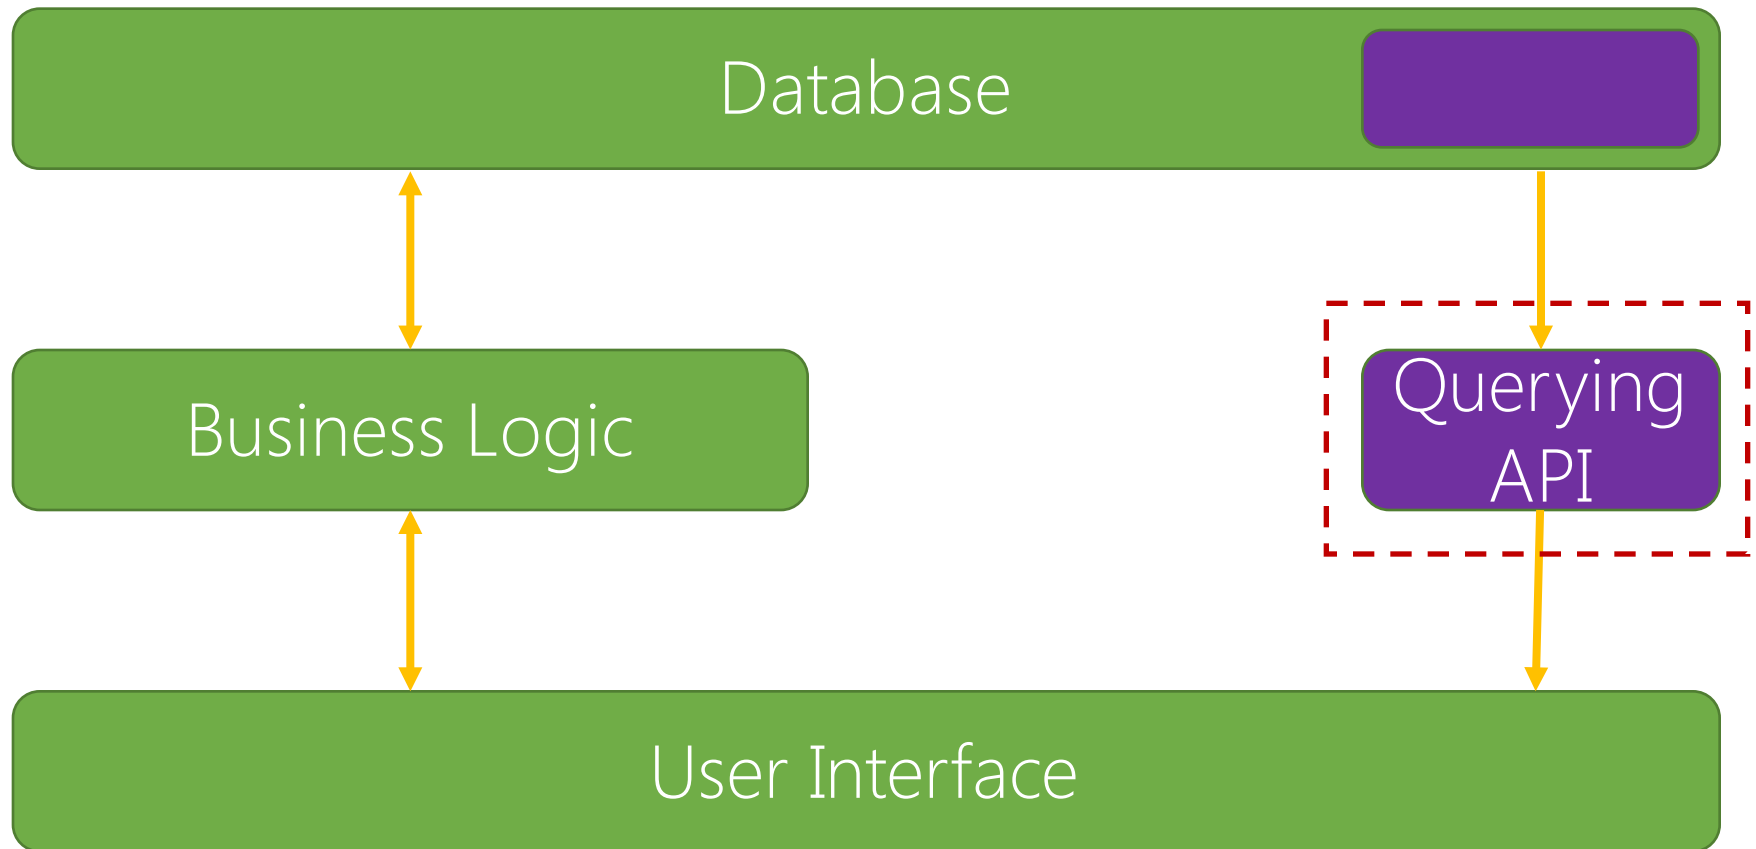 Database
Business Logic
Querying
API
User Interface